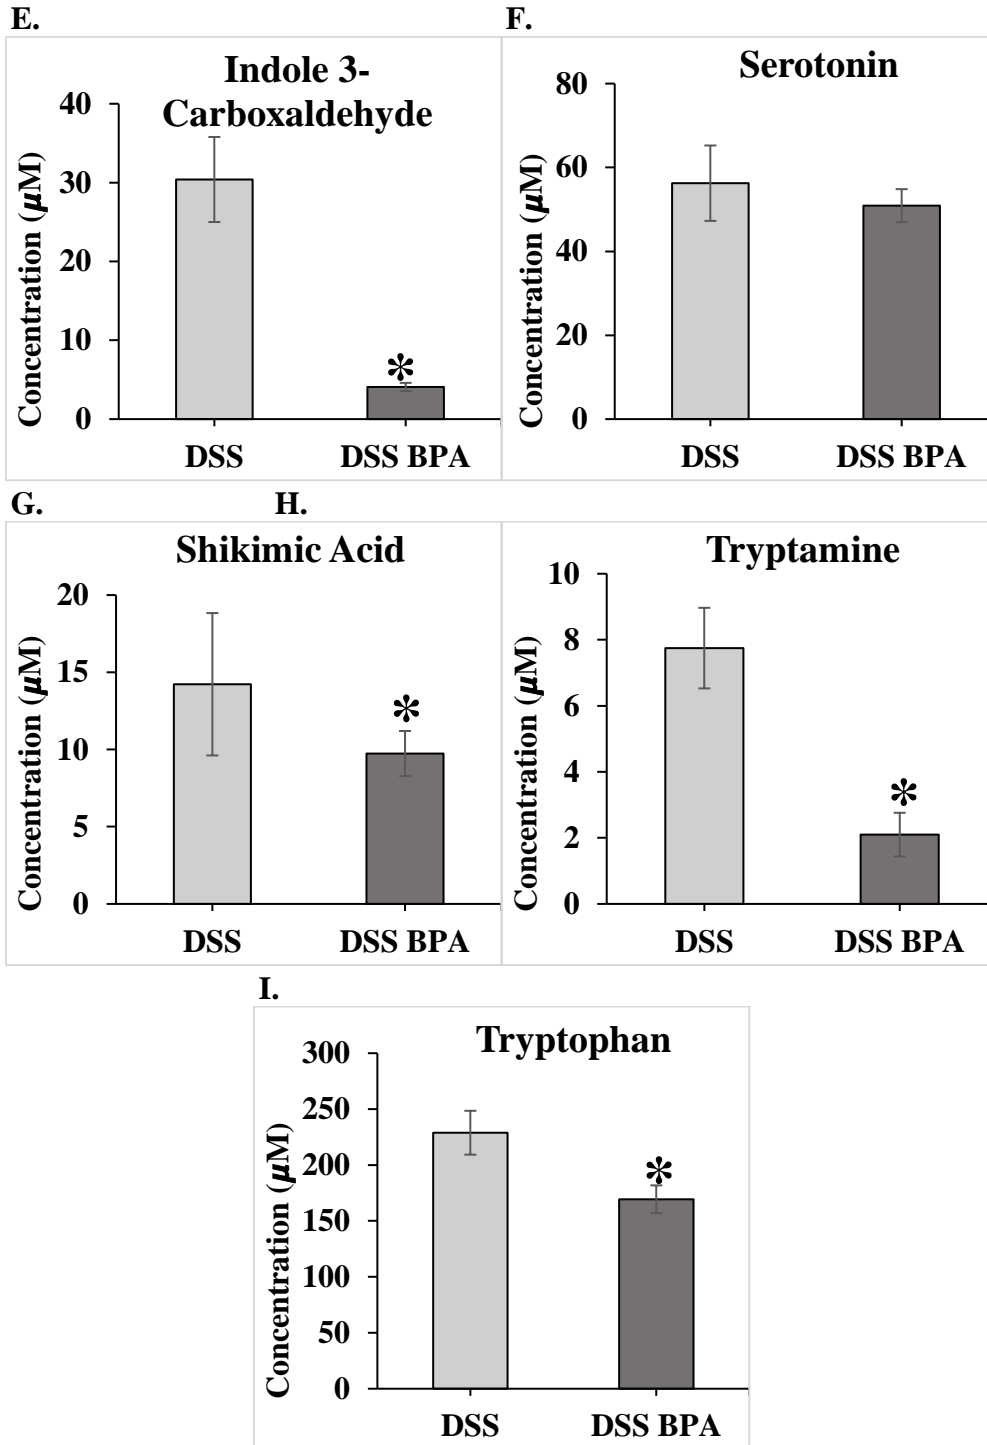 E.
Indole 3-
Carboxaldehyde
Concentration (µM)
40
30
20
10
0
*
DSS DSS BPA
F.
Serotonin
Concentration (µM)
80
60
40
20
0
DSS DSS BPA
G.
Shikimic Acid
Concentration (µM)
20
15
10
5
0
*
DSS DSS BPA
H.
Tryptamine
Concentration (µM)
10
8
6
4
2
0
*
DSS DSS BPA
I.
Tryptophan
Concentration (µM)
300
250
200
150
100
50
0
*
DSS DSS BPA